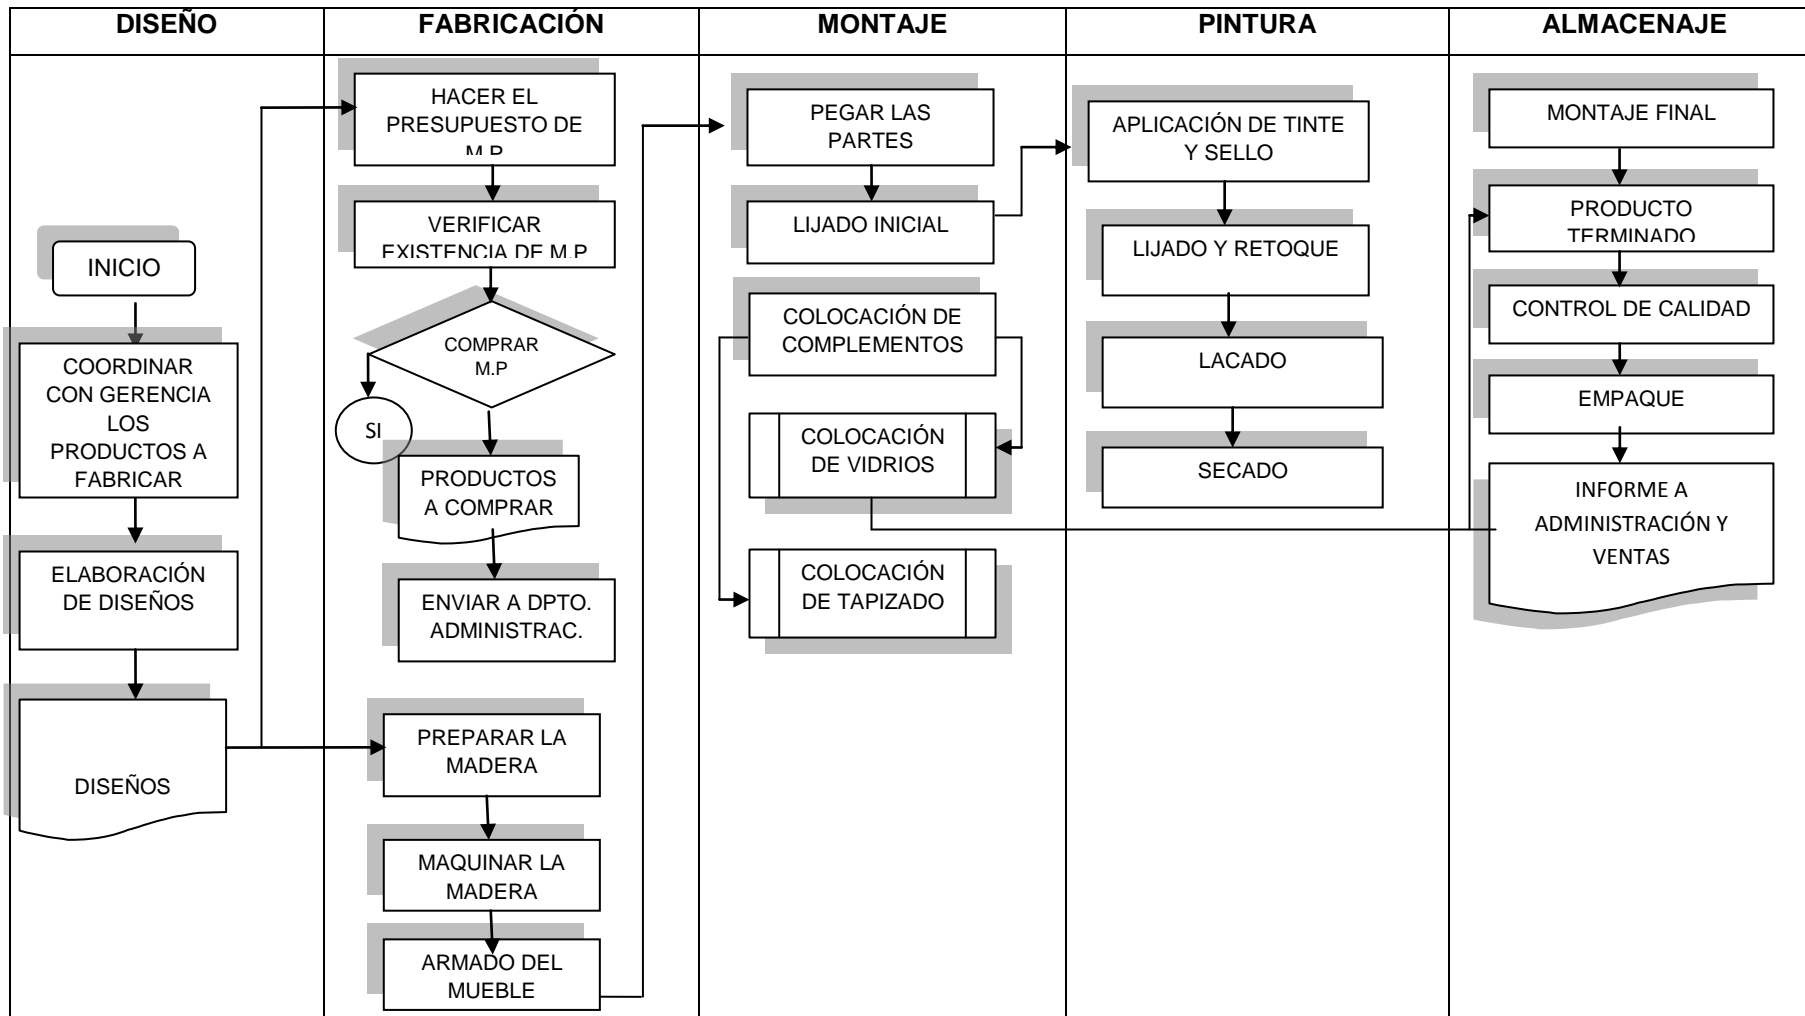 DISEÑO
FABRICACIÓN
MONTAJE
PINTURA
ALMACENAJE
INICIO
COORDINAR
CON GERENCIA
LOS
PRODUCTOS A
FABRICAR
ELABORACIÓN
DE DISEÑOS
DISEÑOS
HACER EL
PRESUPUESTO DE
M.P
VERIFICAR
EXISTENCIA DE M.P
COMPRAR
M.P
SI
PRODUCTOS
A COMPRAR
ENVIAR A DPTO.
ADMINISTRAC.
PREPARAR LA
MADERA
MAQUINAR LA
MADERA
ARMADO DEL
MUEBLE
PEGAR LAS
PARTES
LIJADO INICIAL
COLOCACIÓN DE
COMPLEMENTOS
COLOCACIÓN
DE VIDRIOS
COLOCACIÓN
DE TAPIZADO
APLICACIÓN DE TINTE
Y SELLO
LIJADO Y RETOQUE
LACADO
SECADO
MONTAJE FINAL
PRODUCTO
TERMINADO
CONTROL DE CALIDAD
EMPAQUE
INFORME A
ADMINISTRACIÓN Y
VENTAS